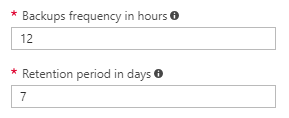 * Backups frequency in hours
12
* Retention period in days
7